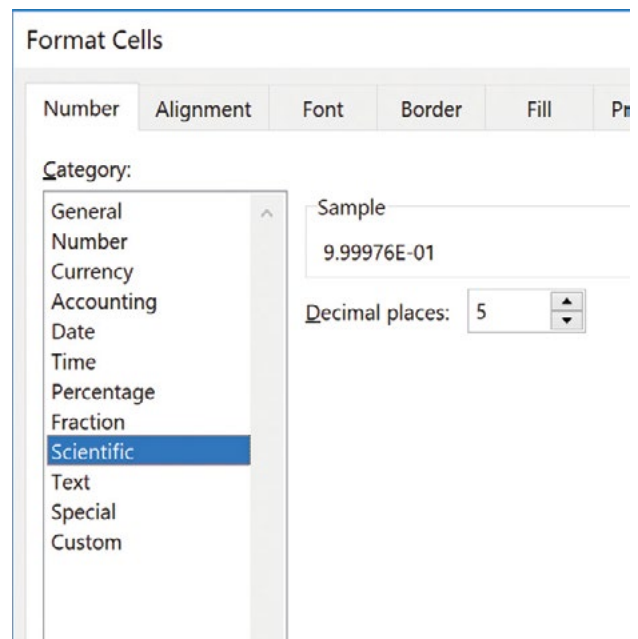 Format Cells
Number Alignment Font Border Fill
Category:
General
Number
Currency
Accounting
Date
Time
Percentage
Fraction
Scientific
Text
Special
Custom
Sample
9.99976E-01
Decimal places: 5